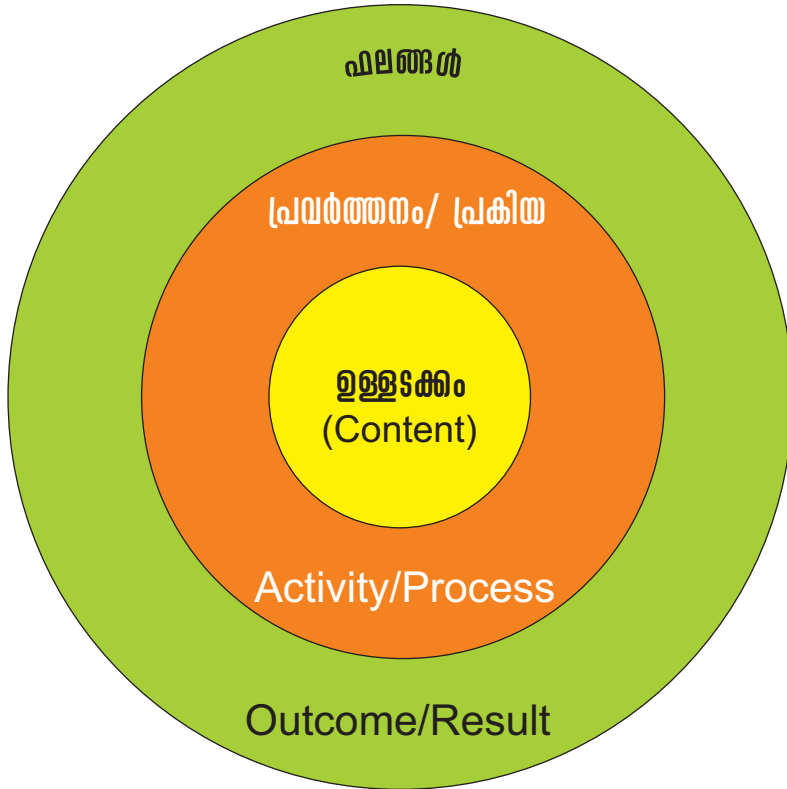 ഫലങ്ങൾ
പ്രവർത്തനം/ പ്രകിയ
ഉള്ളടക്കം
(Content)
Activity/Process
Outcome/Result